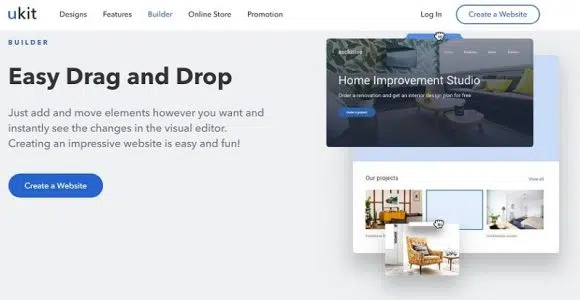 ukit
Designs Features Builder Online Store Promotion Log In Create a Website
BUILDER
Easy Drag and Drop
Just add and move elements however you want and
instantly see the changes in the visual editor.
Creating an impressive website is easy and fun!
Create a Website
exclusive
Home Improvement Studio
Order a renovation and get an interior design plan for free
Our projects View all